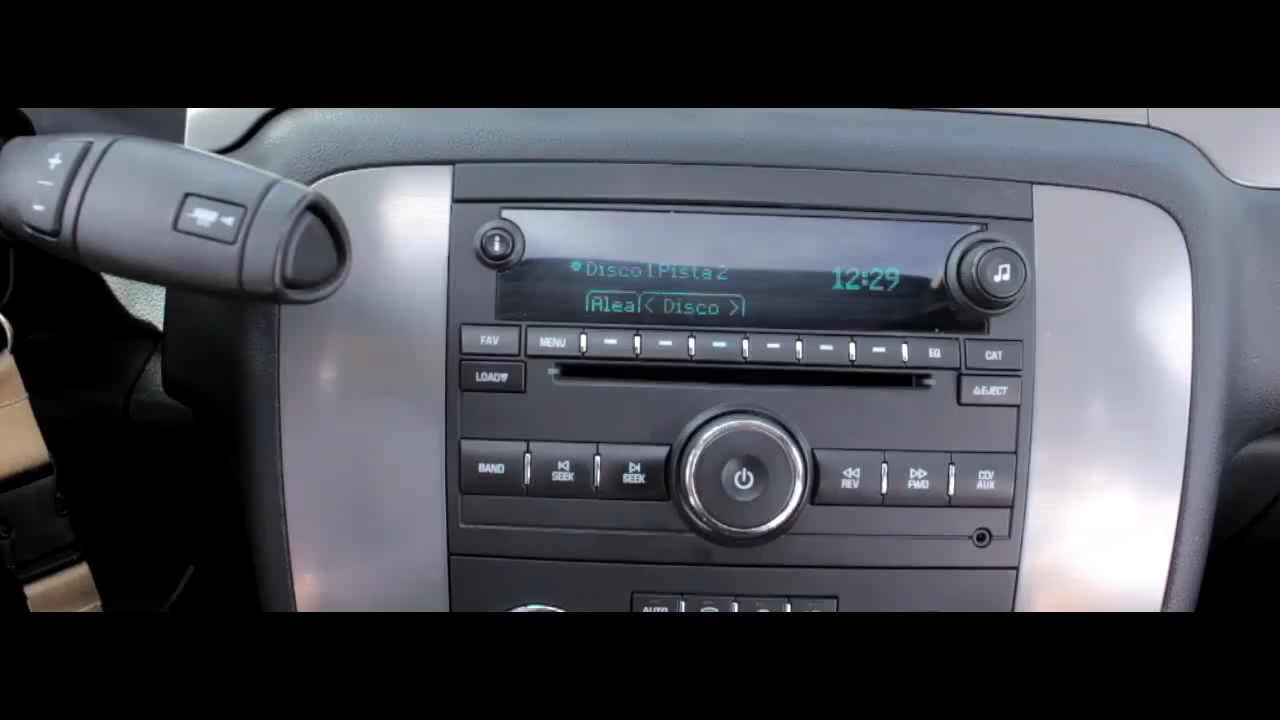 Disco 1 Pista 2
12:29
Alea < Disco >
FAV
MENU
EQ
CAT
LOAD
EJECT
BAND
SEEK
SEEK
REV
FWD
CD/
AUX
AUTO